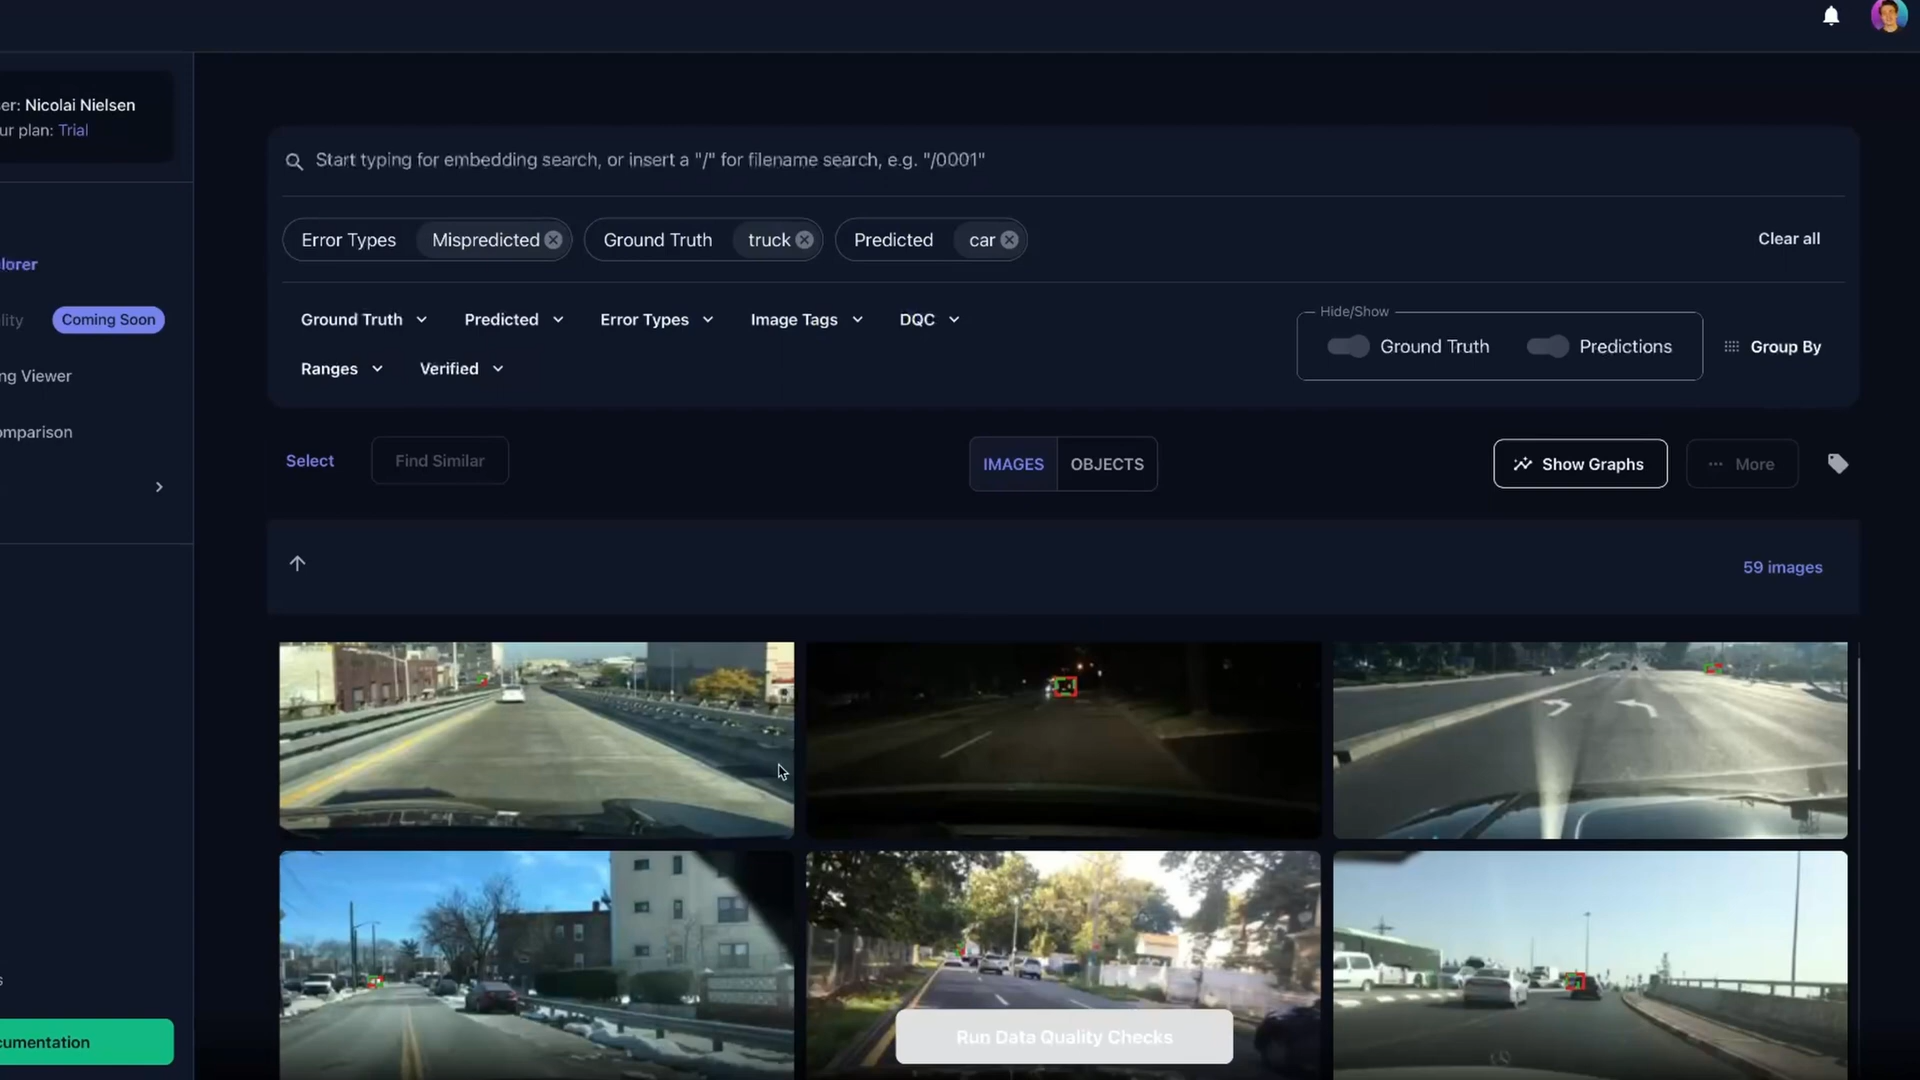 er: Nicolai Nielsen
ur plan: Trial
Start typing for embedding search, or insert a "/" for filename search, e.g. "/0001"
Error Types Mispredicted Ground Truth truck Predicted car Clear all
lorer
lity Coming Soon
ng Viewer
omparison
Ground Truth Predicted Error Types Image Tags DQC
Ranges Verified
Hide/Show
Ground Truth Predictions Group By
Select Find Similar IMAGES OBJECTS Show Graphs ... More
59 images
s
cumentation
Run Data Quality Checks